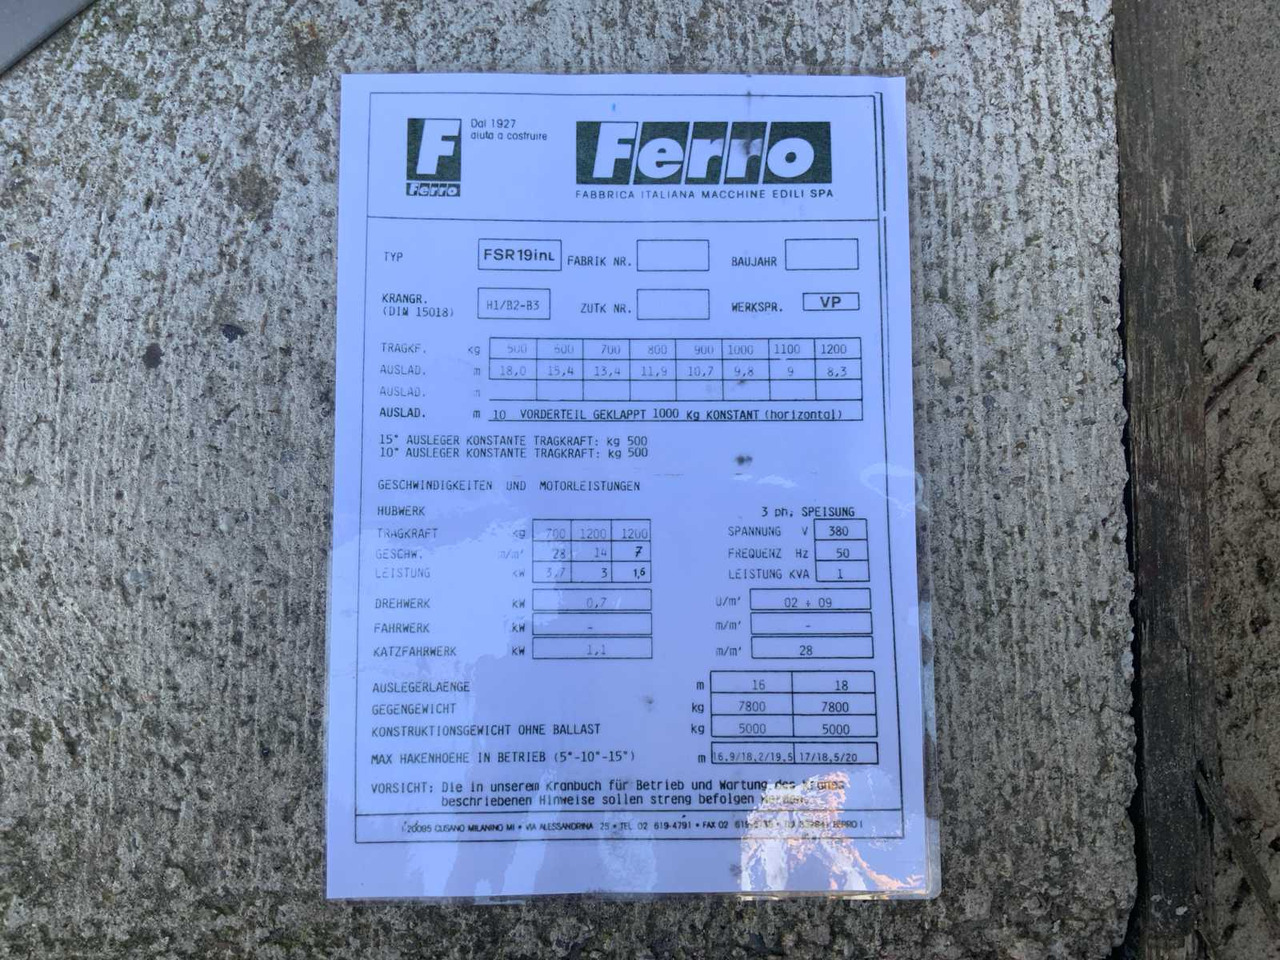 F
Ferro
Dal 1927
aiuta a costruire
Ferro
FABBRICA ITALIANA MACCHINE EDILI SPA
TYP FSR19inL FABRIK NR. BAUJAHR
KRANGR. H1/B2-B3 ZUTK NR. WERKSPR. VP
(DIN 15018)
TRAGKF. kg 500 600 700 800 900 1000 1100 1200
AUSLAD. m 18,0 15,4 13,4 11,9 10,7 9,8 9 8,3
AUSLAD. m
AUSLAD. m 10 VORDERTEIL GEKLAPPT 1000 Kg KONSTANT (horizontal)
15° AUSLEGER KONSTANTE TRAGKRAFT: kg 500
10° AUSLEGER KONSTANTE TRAGKRAFT: kg 500
GESCHWINDIGKEITEN UND MOTORLEISTUNGEN
HUBWERK 3 ph. SPEISUNG
TRAGKRAFT kg 700 1200 1200 SPANNUNG V 380
GESCHW. m/m' 28 14 7 FREQUENZ Hz 50
LEISTUNG kW 3,7 3 1,6 LEISTUNG KVA 1
DREHWERK kW 0,7 U/m' 02 + 09
FAHRWERK kW - m/m' -
KATZFAHRWERK kW 1,1 m/m' 28
AUSLEGERLAENGE m 16 18
GEGENGEWICHT kg 7800 7800
KONSTRUKTIONSGEWICHT OHNE BALLAST kg 5000 5000
MAX HAKENHOEHE IN BETRIEB (5°-10°-15°) m 16.9/18,2/19,5 17/18,5/20
VORSICHT: Die in unserem Kranbuch für Betrieb und Wartung des Kranes
beschriebenen Hinweise sollen streng befolgen werden.
20095 CUSANO MILANINO MI • VIA ALESSANDRINA 25 • TEL. 02 619-4791 • FAX 02